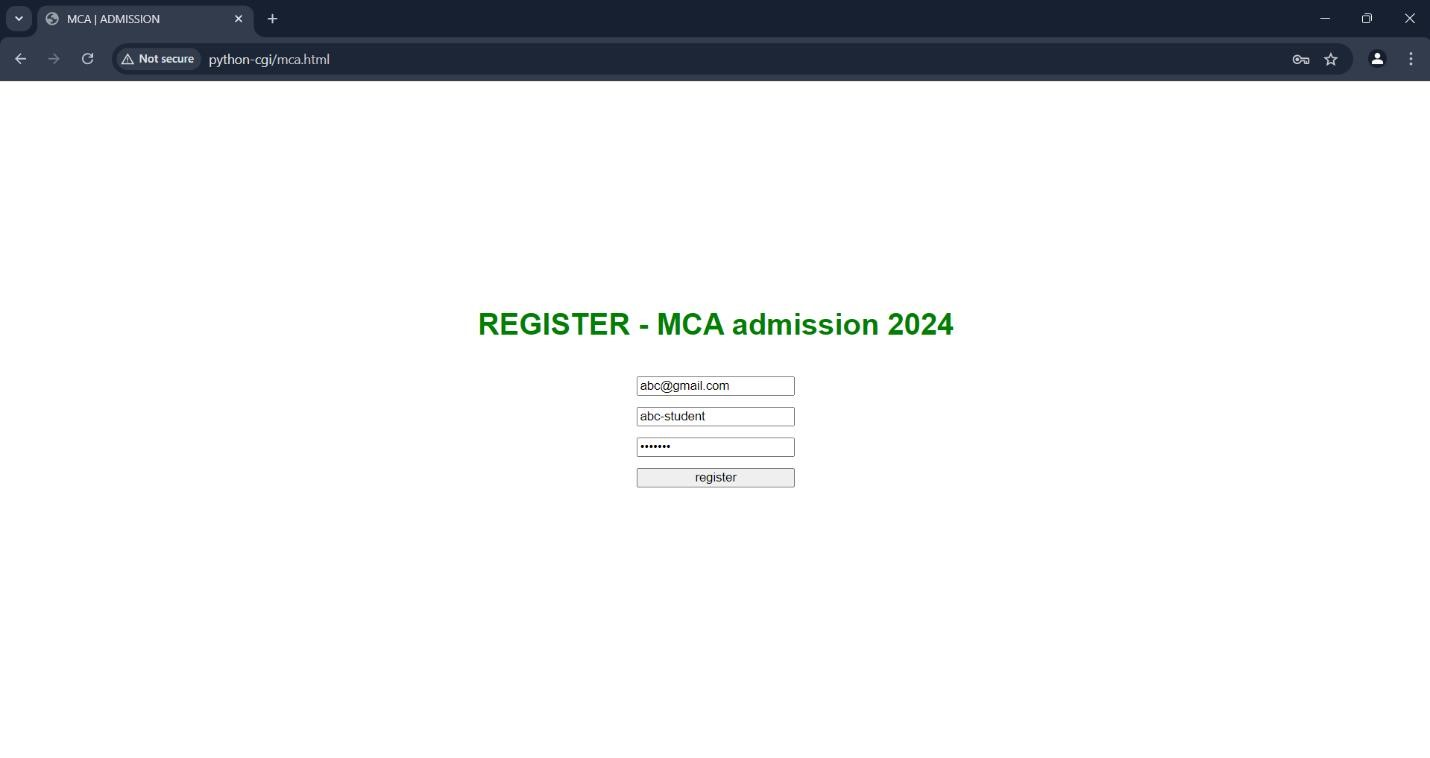 MCA | ADMISSION
Not secure python-cgi/mca.html
REGISTER - MCA admission 2024
abc@gmail.com
abc-student
•••••••
register